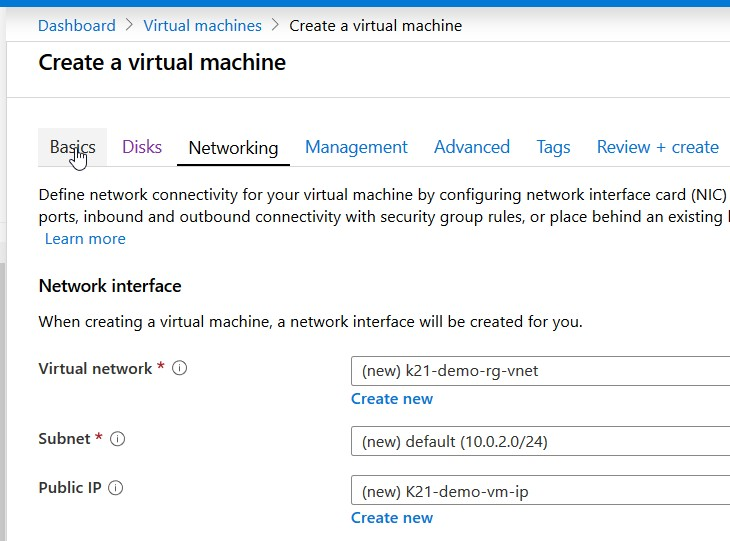 Dashboard > Virtual machines > Create a virtual machine
Create a virtual machine
Basics Disks Networking Management Advanced Tags Review + create
Define network connectivity for your virtual machine by configuring network interface card (NIC)
ports, inbound and outbound connectivity with security group rules, or place behind an existing
Learn more
Network interface
When creating a virtual machine, a network interface will be created for you.
Virtual network * (new) k21-demo-rg-vnet
Create new
Subnet * (new) default (10.0.2.0/24)
Public IP (new) K21-demo-vm-ip
Create new